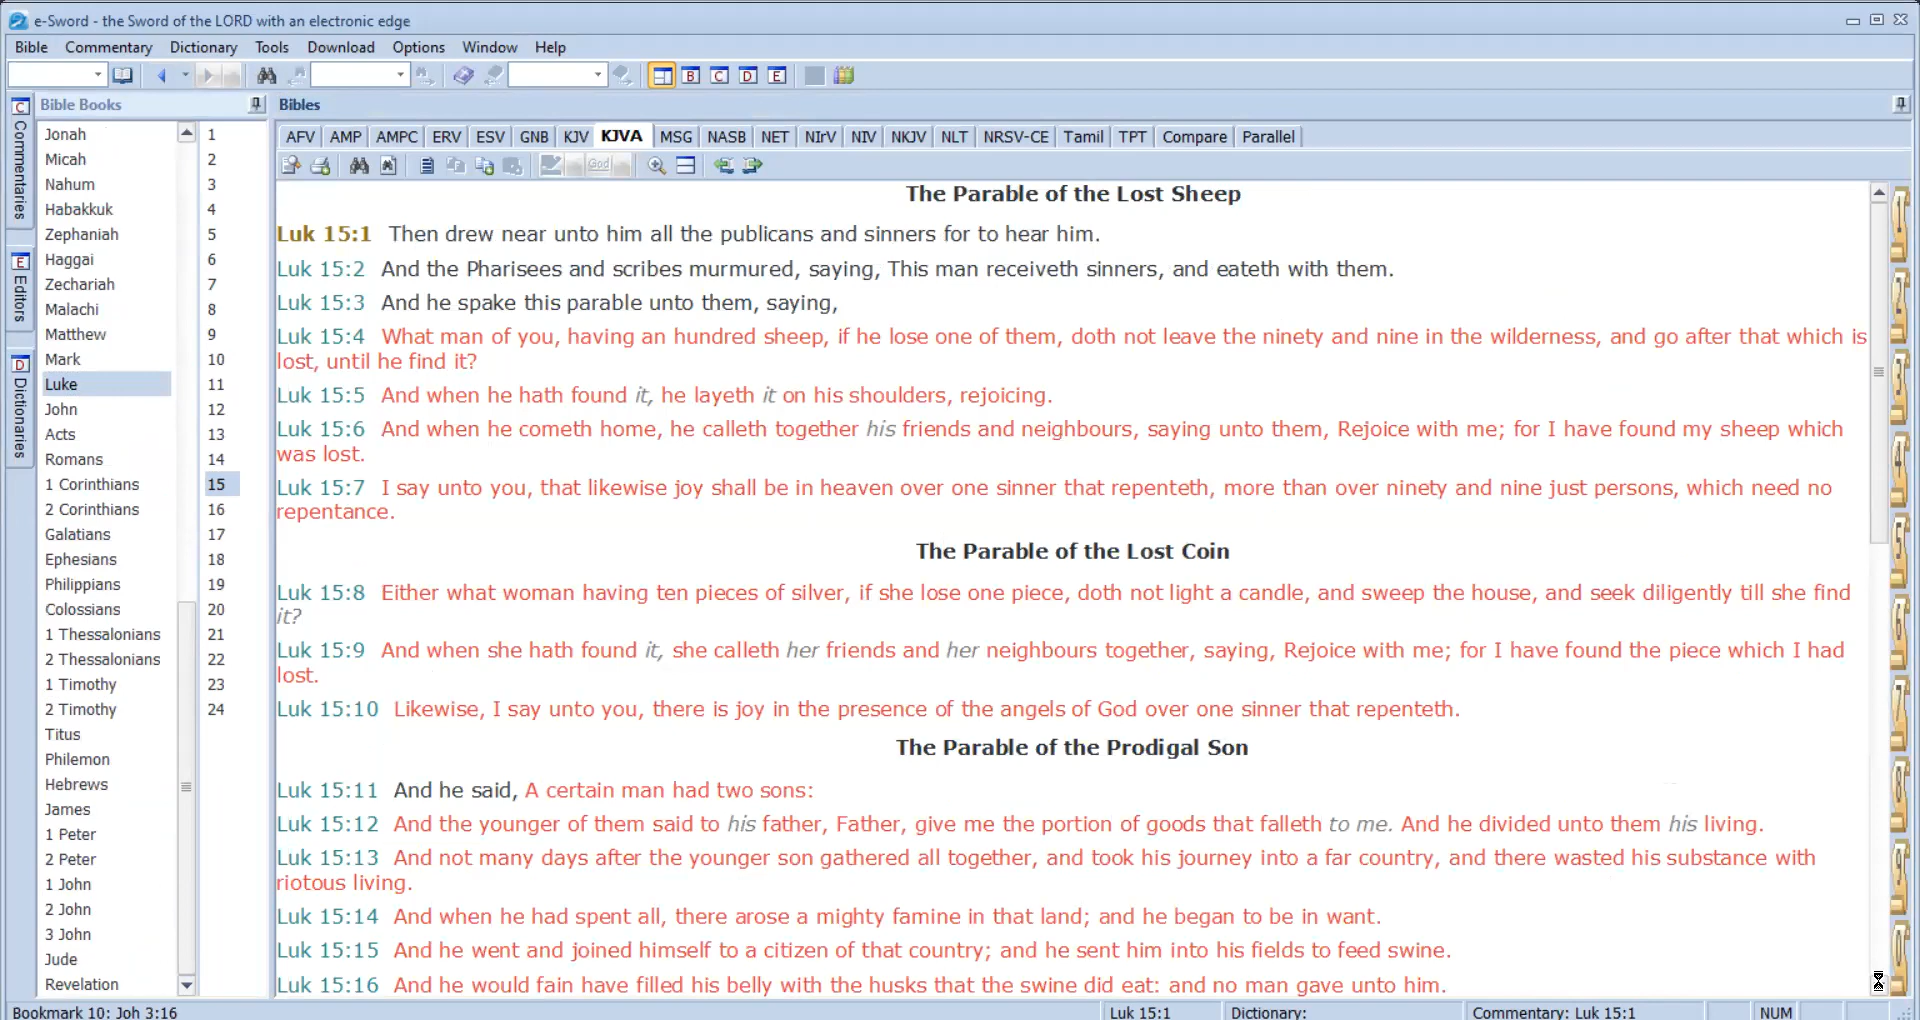 e-Sword - the Sword of the LORD with an electronic edge
Bible Commentary Dictionary Tools Download Options Window Help
B C D E
C Commentaries
E Editors
D Dictionaries
Bible Books
Jonah
Micah
Nahum
Habakkuk
Zephaniah
Haggai
Zechariah
Malachi
Matthew
Mark
Luke
John
Acts
Romans
1 Corinthians
2 Corinthians
Galatians
Ephesians
Philippians
Colossians
1 Thessalonians
2 Thessalonians
1 Timothy
2 Timothy
Titus
Philemon
Hebrews
James
1 Peter
2 Peter
1 John
2 John
3 John
Jude
Revelation
1
2
3
4
5
6
7
8
9
10
11
12
13
14
15
16
17
18
19
20
21
22
23
24
Bibles
AFV AMP AMPC ERV ESV GNB KJV KJVA MSG NASB NET NIrV NIV NKJV NLT NRSV-CE Tamil TPT Compare Parallel
God
The Parable of the Lost Sheep
Luk 15:1 Then drew near unto him all the publicans and sinners for to hear him.
Luk 15:2 And the Pharisees and scribes murmured, saying, This man receiveth sinners, and eateth with them.
Luk 15:3 And he spake this parable unto them, saying,
Luk 15:4 What man of you, having an hundred sheep, if he lose one of them, doth not leave the ninety and nine in the wilderness, and go after that which is
lost, until he find it?
Luk 15:5 And when he hath found it, he layeth it on his shoulders, rejoicing.
Luk 15:6 And when he cometh home, he calleth together his friends and neighbours, saying unto them, Rejoice with me; for I have found my sheep which
was lost.
Luk 15:7 I say unto you, that likewise joy shall be in heaven over one sinner that repenteth, more than over ninety and nine just persons, which need no
repentance.
The Parable of the Lost Coin
Luk 15:8 Either what woman having ten pieces of silver, if she lose one piece, doth not light a candle, and sweep the house, and seek diligently till she find
it?
Luk 15:9 And when she hath found it, she calleth her friends and her neighbours together, saying, Rejoice with me; for I have found the piece which I had
lost.
Luk 15:10 Likewise, I say unto you, there is joy in the presence of the angels of God over one sinner that repenteth.
The Parable of the Prodigal Son
Luk 15:11 And he said, A certain man had two sons:
Luk 15:12 And the younger of them said to his father, Father, give me the portion of goods that falleth to me. And he divided unto them his living.
Luk 15:13 And not many days after the younger son gathered all together, and took his journey into a far country, and there wasted his substance with
riotous living.
Luk 15:14 And when he had spent all, there arose a mighty famine in that land; and he began to be in want.
Luk 15:15 And he went and joined himself to a citizen of that country; and he sent him into his fields to feed swine.
Luk 15:16 And he would fain have filled his belly with the husks that the swine did eat: and no man gave unto him.
1
2
3
4
5
6
7
8
9
0
Bookmark 10: Joh 3:16
Luk 15:1
Dictionary:
Commentary: Luk 15:1
NUM